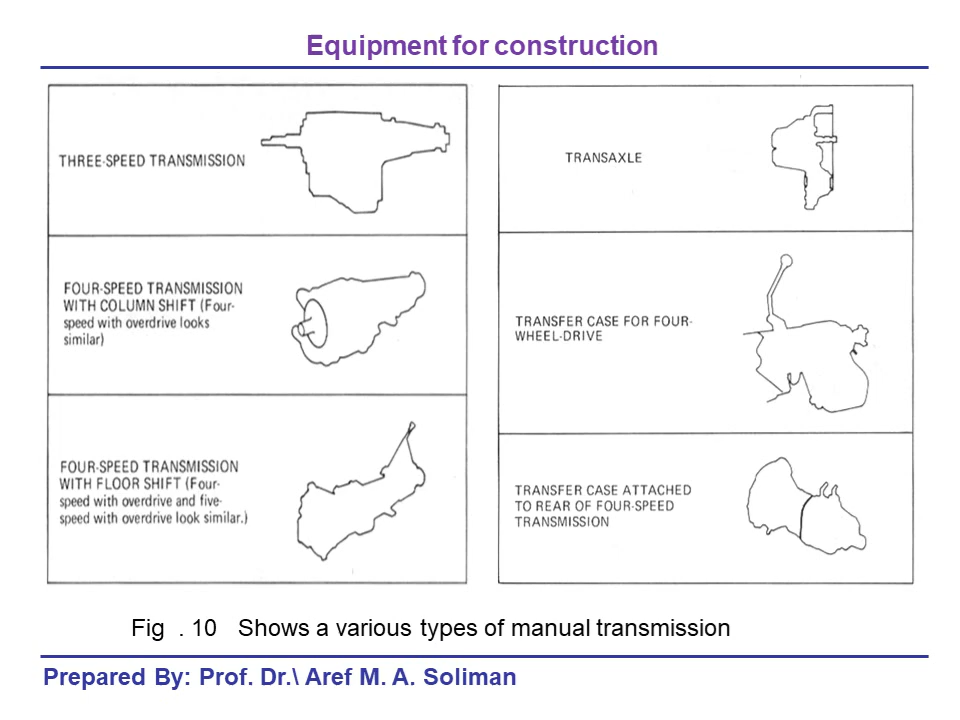 Equipment for construction
THREE-SPEED TRANSMISSION
FOUR-SPEED TRANSMISSION
WITH COLUMN SHIFT (Four-
speed with overdrive looks
similar)
FOUR-SPEED TRANSMISSION
WITH FLOOR SHIFT (Four-
speed with overdrive and five-
speed with overdrive look similar.)
TRANSAXLE
TRANSFER CASE FOR FOUR-
WHEEL-DRIVE
TRANSFER CASE ATTACHED
TO REAR OF FOUR-SPEED
TRANSMISSION
Fig . 10 Shows a various types of manual transmission
Prepared By: Prof. Dr.\ Aref M. A. Soliman